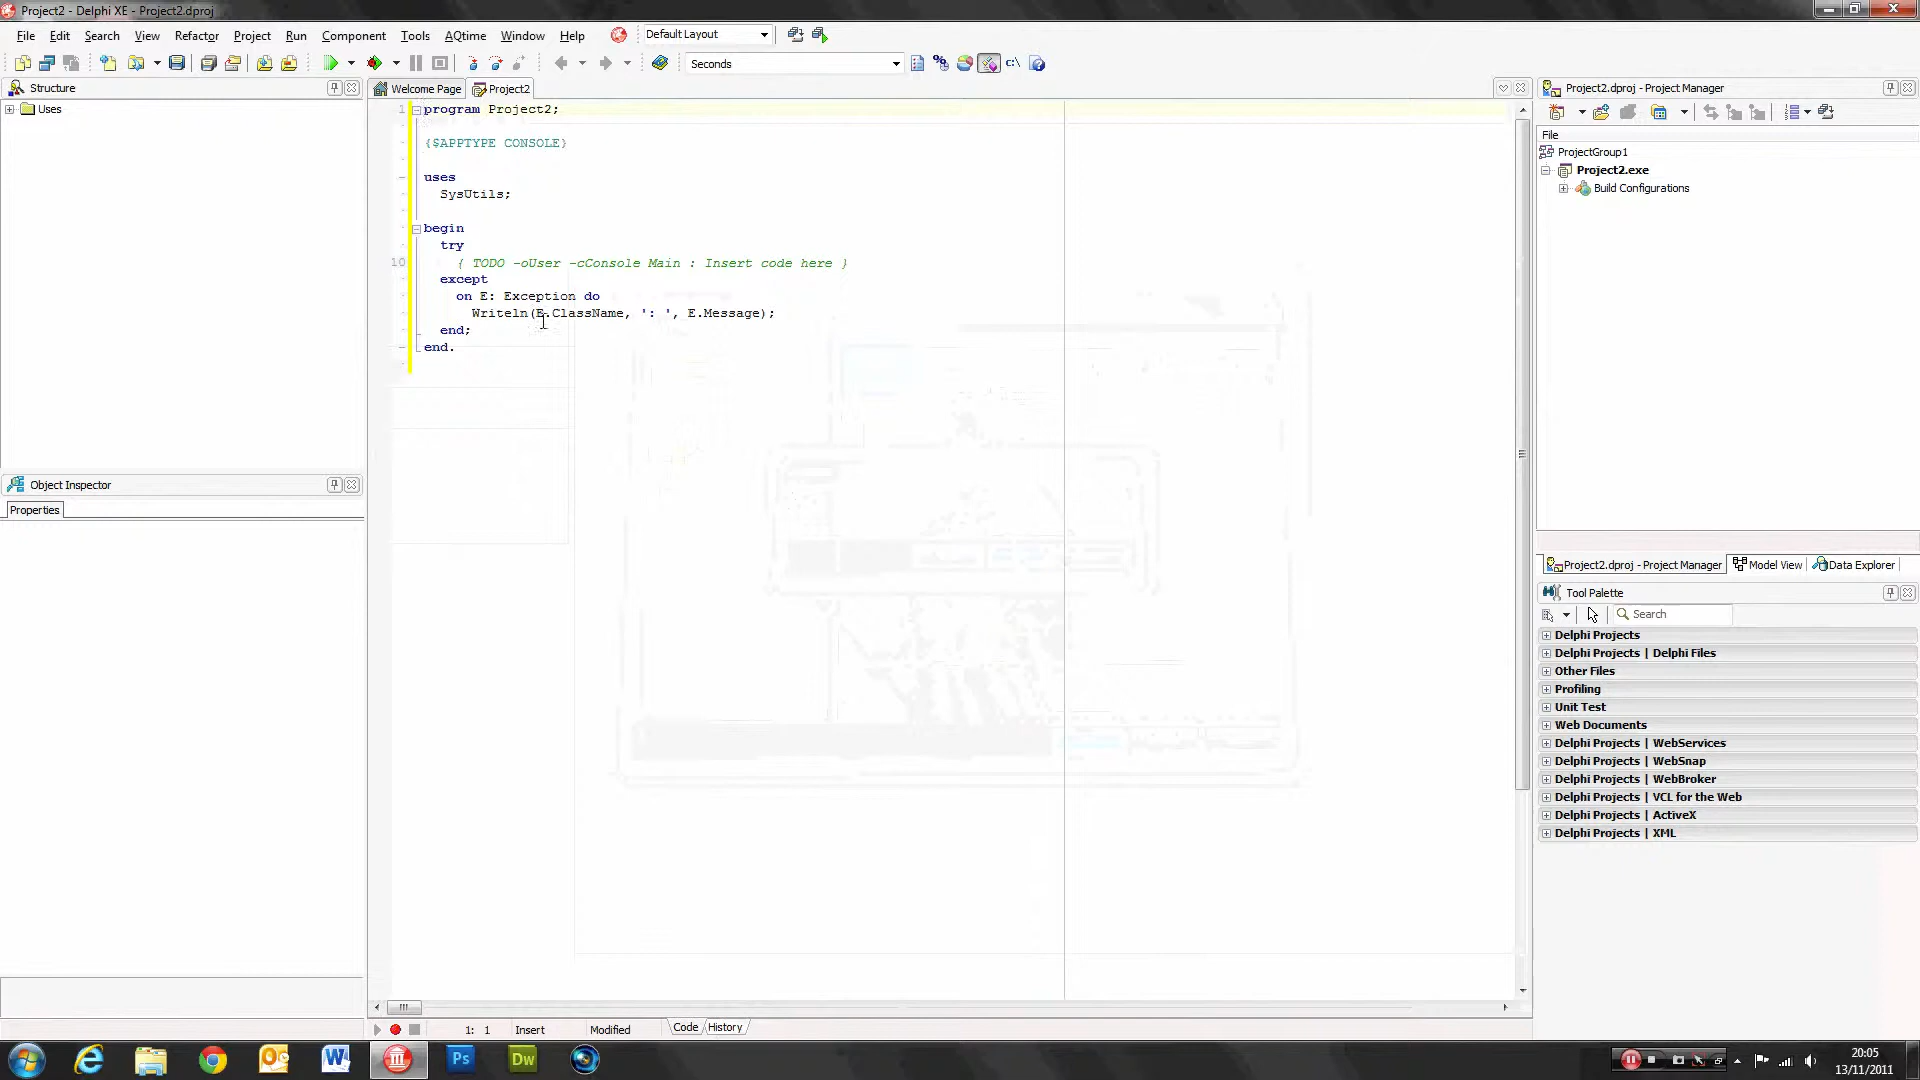 Project2 - Delphi XE - Project2.dproj
File Edit Search View Refactor Project Run Component Tools AQtime Window Help
Default Layout
Seconds
Structure
Uses
Welcome Page
Project2
1 program Project2;
{$APPTYPE CONSOLE}
uses
SysUtils;
begin
try
10 { TODO -oUser -cConsole Main : Insert code here }
except
on E: Exception do
Writeln(E.ClassName, ': ', E.Message);
end;
end.
Object Inspector
Properties
1: 1 Insert Modified Code History
Project2.dproj - Project Manager
File
ProjectGroup1
Project2.exe
Build Configurations
Project2.dproj - Project Manager Model View Data Explorer
Tool Palette
Search
Delphi Projects
Delphi Projects | Delphi Files
Other Files
Profiling
Unit Test
Web Documents
Delphi Projects | WebServices
Delphi Projects | WebSnap
Delphi Projects | WebBroker
Delphi Projects | VCL for the Web
Delphi Projects | ActiveX
Delphi Projects | XML
Ps
Dw
20:05
13/11/2011